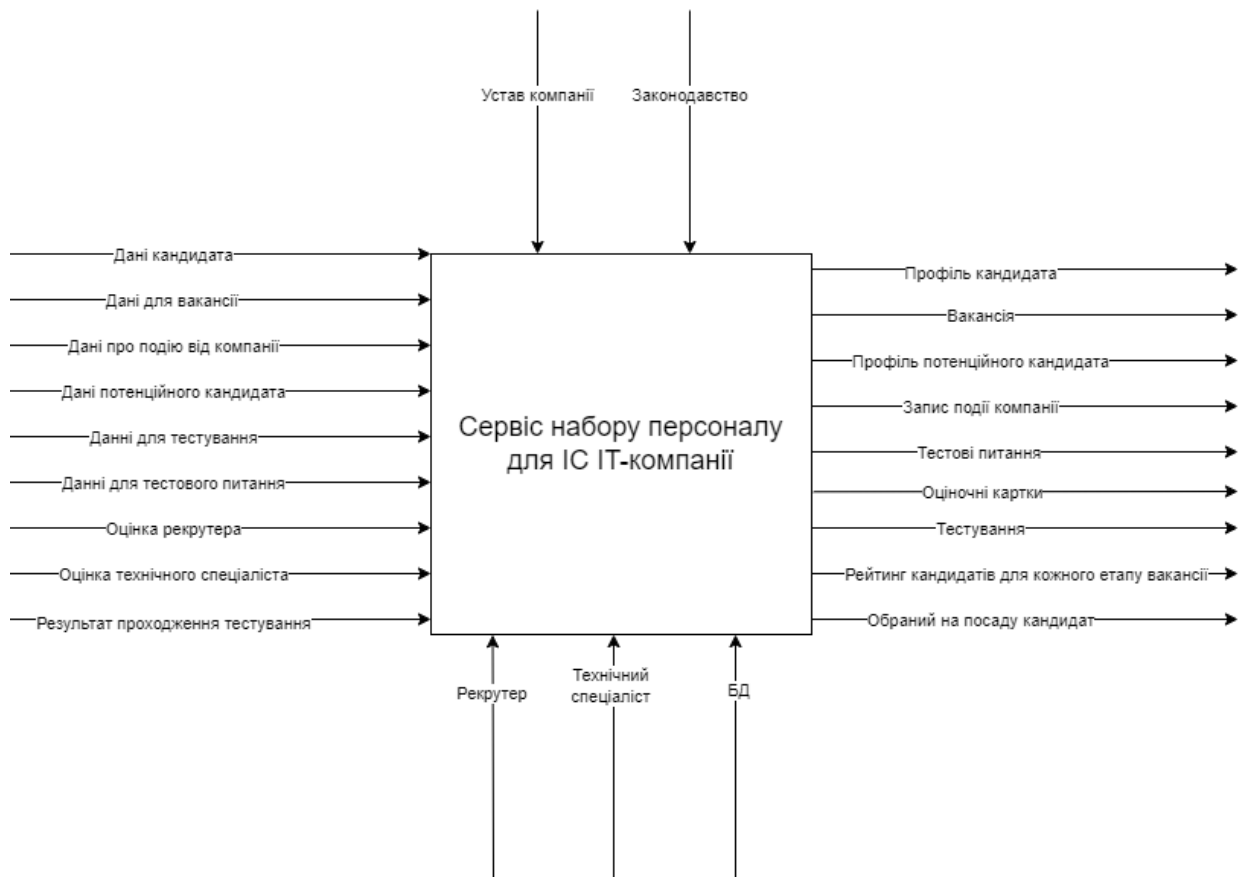 Устав компанії
Законодавство
Дані кандидата
Дані для вакансії
Дані про подію від компанії
Дані потенційного кандидата
Данні для тестування
Данні для тестового питання
Оцінка рекрутера
Оцінка технічного спеціаліста
Результат проходження тестування
Сервіс набору персоналу
для ІС ІТ-компанії
Профіль кандидата
Вакансія
Профіль потенційного кандидата
Запис події компанії
Тестові питання
Оціночні картки
Тестування
Рейтинг кандидатів для кожного етапу вакансії
Обраний на посаду кандидат
Рекрутер
Технічний
спеціаліст
БД